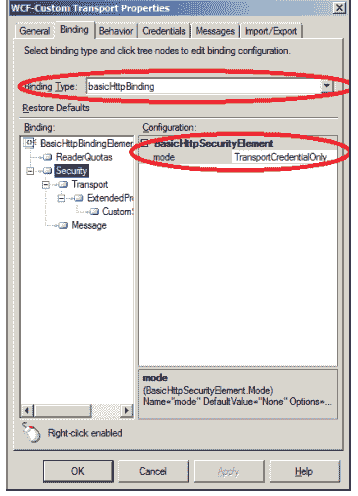 WCF-Custom Transport Properties
General Binding Behavior Credentials Messages Import/Export
Select binding type and click tree nodes to edit binding configuration.
Binding Type: basicHttpBinding
Restore Defaults
Binding: Configuration:
BasicHttpBindingElemer BasicHttpSecurityElement
ReaderQuotas mode TransportCredentialOnly
Security
Transport
ExtendedPr
Custom
Message
mode
(BasicHttpSecurityElement.Mode)
Name="mode" DefaultValue="None" Options=...
Right-click enabled
OK Cancel Apply Help